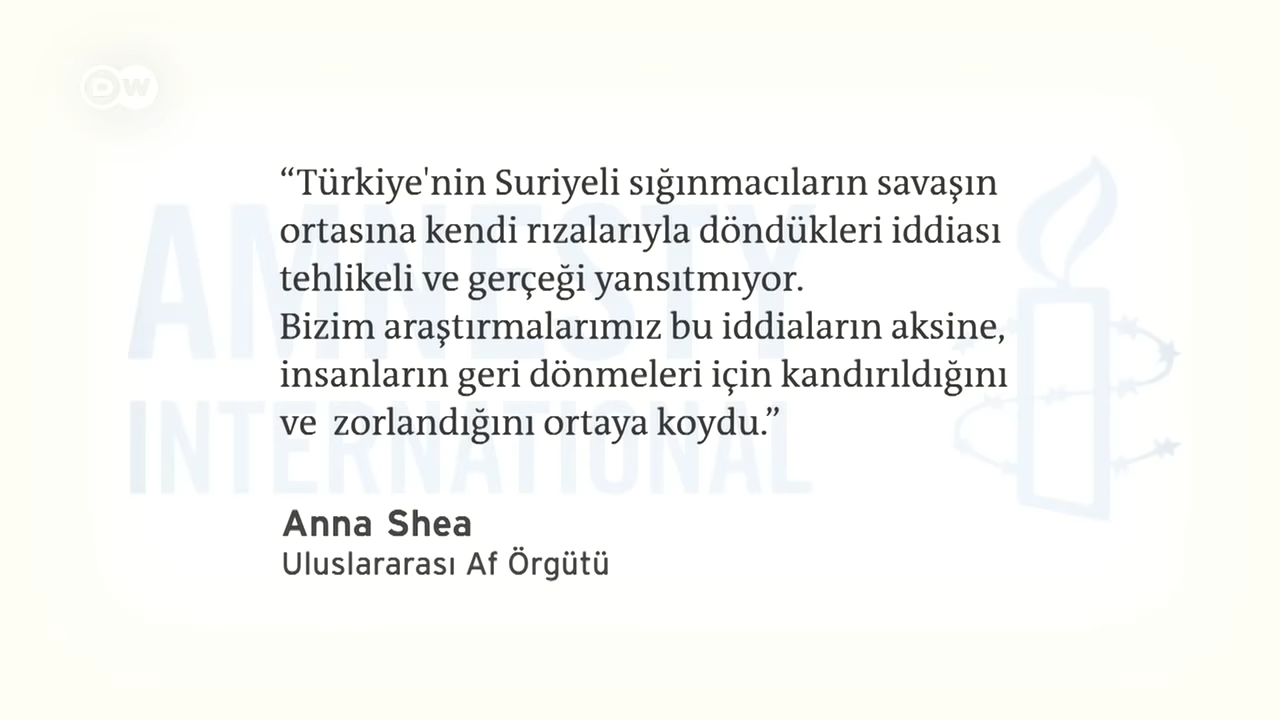 DW
“Türkiye'nin Suriyeli sığınmacıların savaşın
ortasına kendi rızalarıyla döndükleri iddiası
tehlikeli ve gerçeği yansıtmıyor.
Bizim araştırmalarımız bu iddiaların aksine,
insanların geri dönmeleri için kandırıldığını
ve  zorlandığını ortaya koydu.”
AMNESTY
INTERNATIONAL
Anna Shea
Uluslararası Af Örgütü